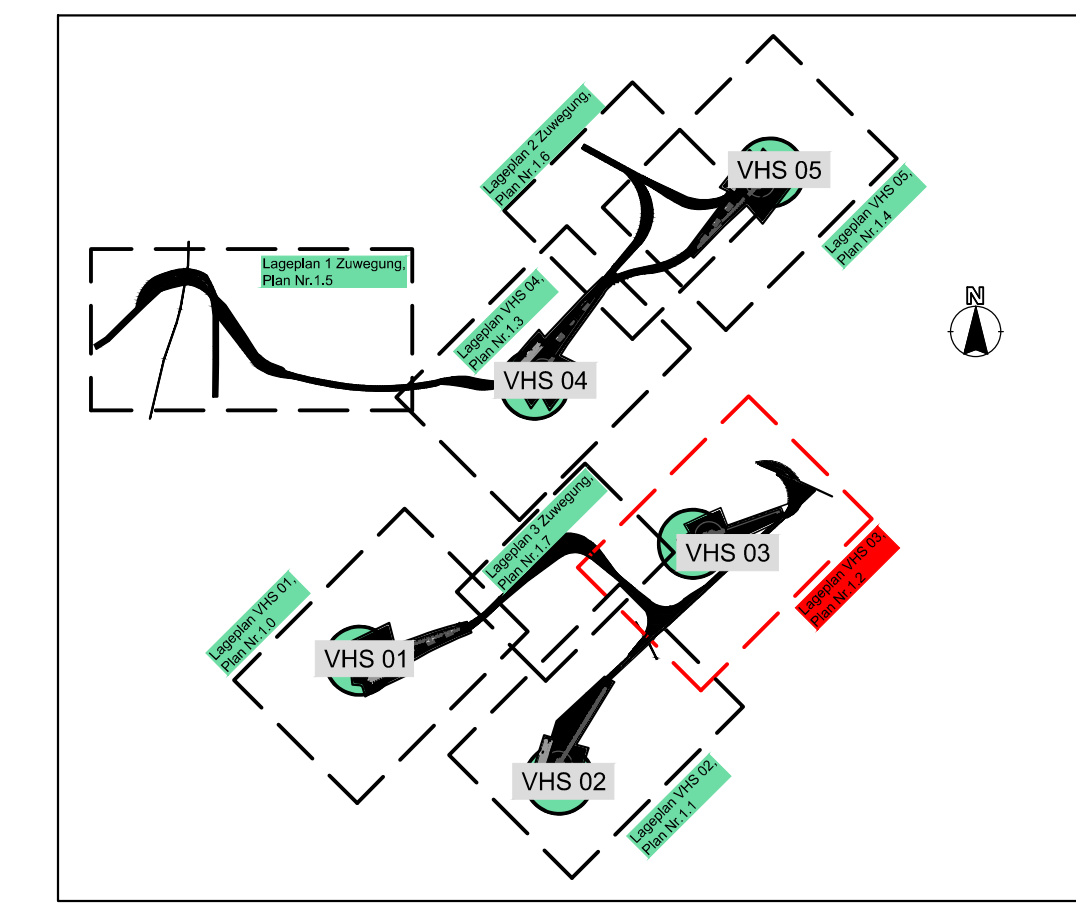 Lageplan 2 Zuwegung,
Plan Nr.1.6
VHS 05
Lageplan VHS 05,
Plan Nr.1.4
Lageplan 1 Zuwegung,
Plan Nr.1.5
Lageplan VHS 04,
Plan Nr.1.3
N
VHS 04
Lageplan 3 Zuwegung,
Plan Nr.1.7
VHS 03
Lageplan VHS 03,
Plan Nr.1.2
Lageplan VHS 01,
Plan Nr.1.0
VHS 01
VHS 02
Lageplan VHS 02,
Plan Nr.1.1